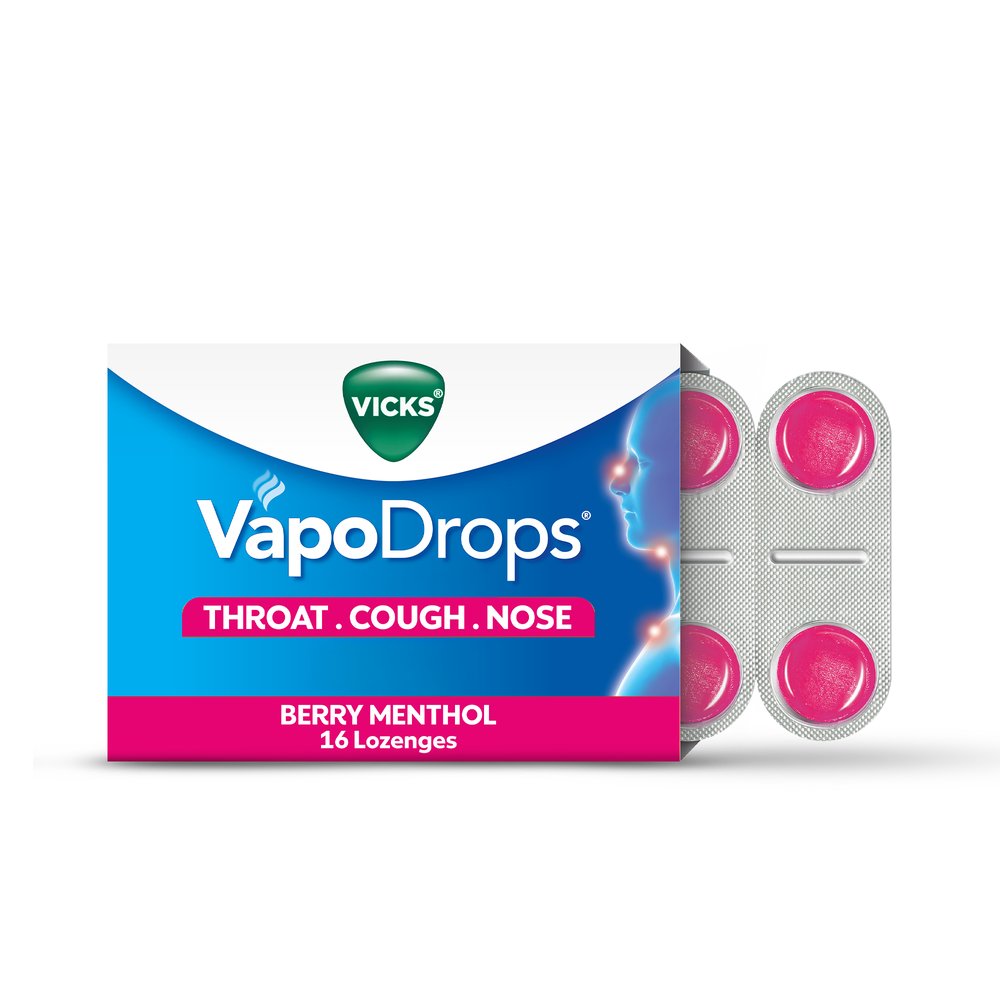 VICKS®
VapoDrops®
THROAT . COUGH . NOSE
BERRY MENTHOL
16 Lozenges